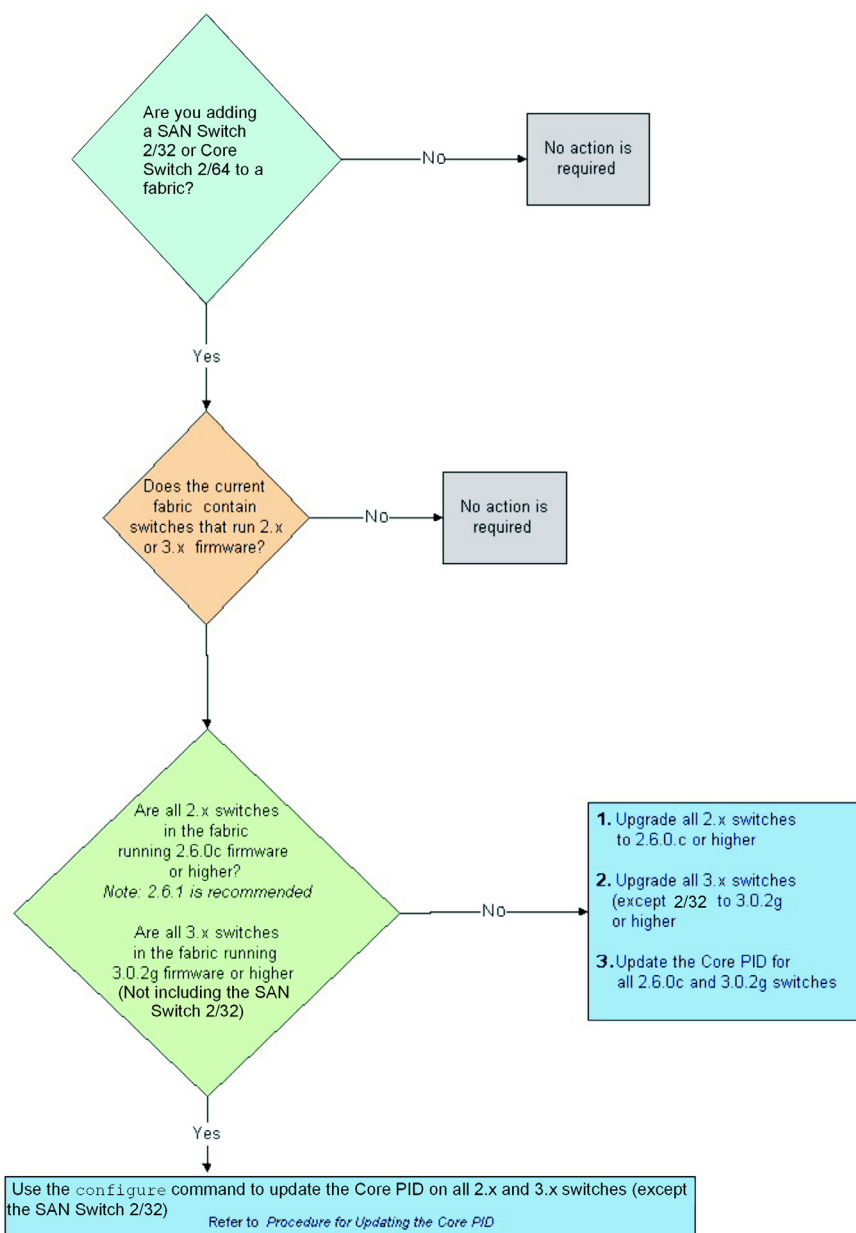 Are you adding
a SAN Switch
2/32 or Core
Switch 2/64 to a
fabric?
No
No action is
required
Yes
Does the current
fabric contain
switches that run 2.x
or 3.x firmware?
No
No action is
required
Are all 2.x switches
in the fabric
running 2.6.0c firmware
or higher?
Note: 2.6.1 is recommended
Are all 3.x switches
in the fabric running
3.0.2g firmware or higher
(Not including the SAN
Switch 2/32)
No
1. Upgrade all 2.x switches
to 2.6.0.c or higher
2. Upgrade all 3.x switches
(except 2/32 to 3.0.2g
or higher
3. Update the Core PID for
all 2.6.0c and 3.0.2g switches
Yes
Use the configure command to update the Core PID on all 2.x and 3.x switches (except
the SAN Switch 2/32)
Refer to Procedure for Updating the Core PID